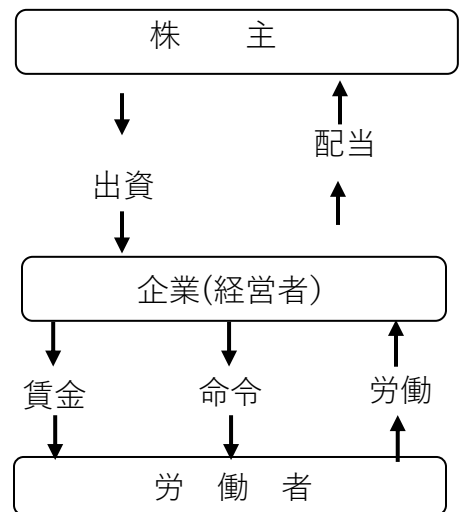 株　　主
配当
出資
企業(経営者)
賃金　命令　労働
労　働　者